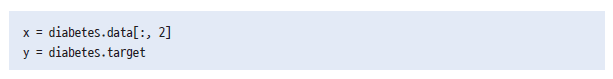 x = diabetes.data[:, 2]
y = diabetes.target